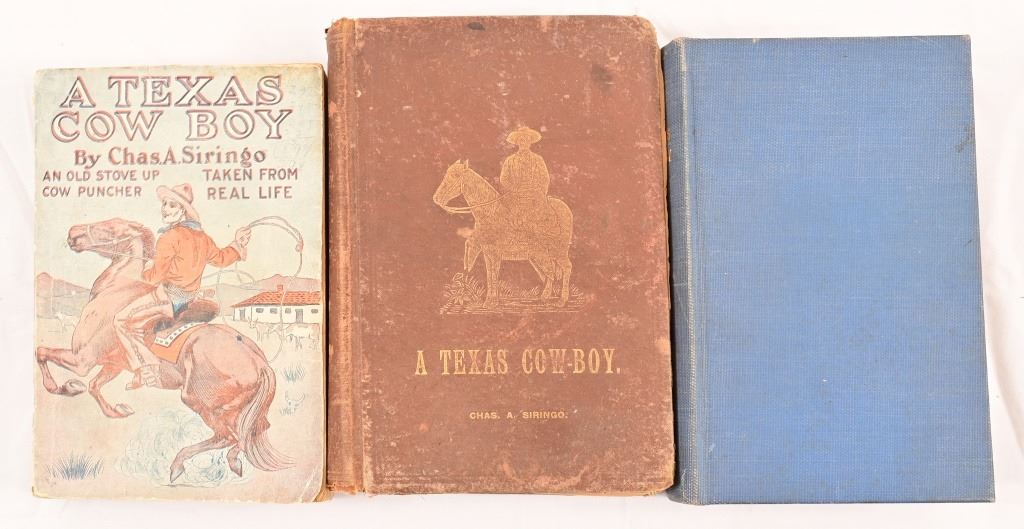 A TEXAS
COW BOY
By Chas. A. Siringo
AN OLD STOVE UP
COW PUNCHER
TAKEN FROM
REAL LIFE
A TEXAS COW-BOY.
CHAS. A. SIRINGO.